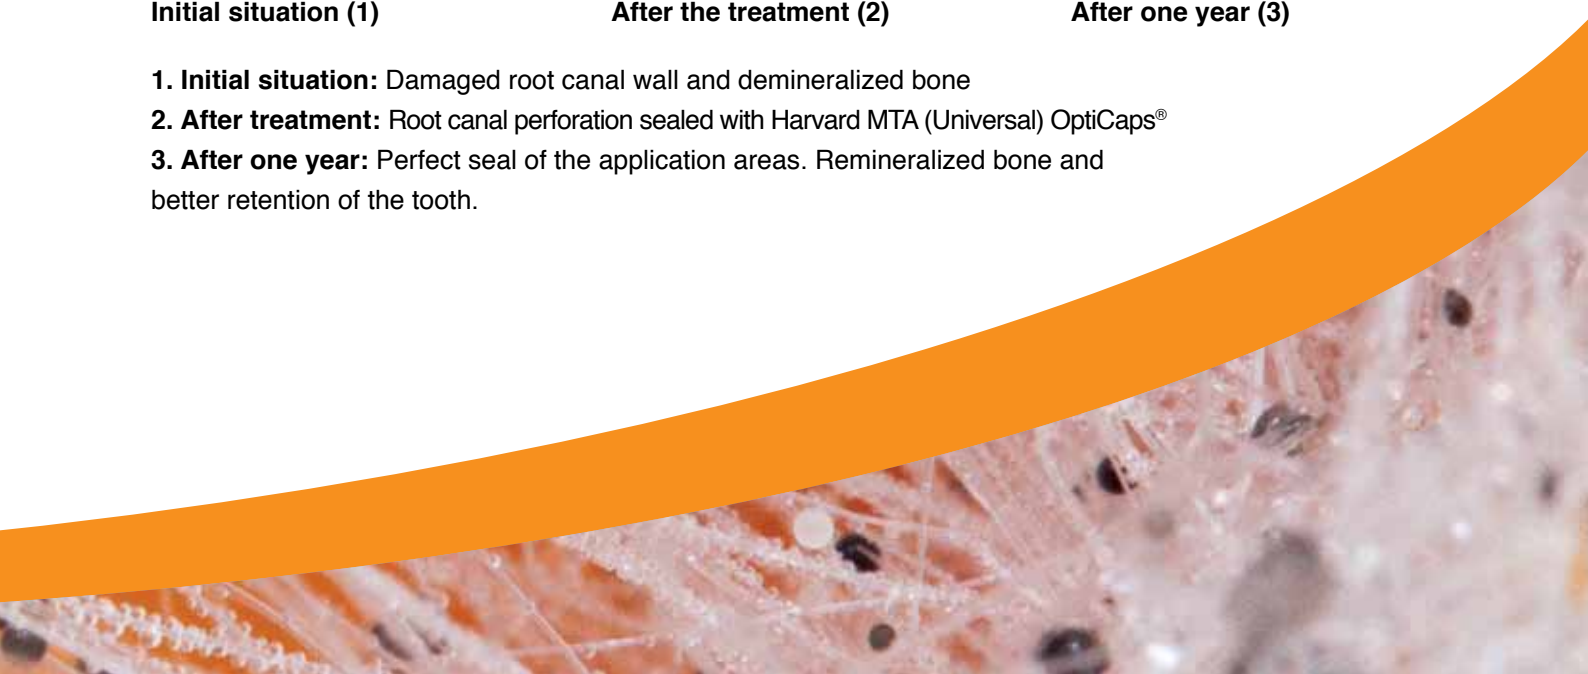 Initial situation (1) After the treatment (2) After one year (3)
1. Initial situation: Damaged root canal wall and demineralized bone
2. After treatment: Root canal perforation sealed with Harvard MTA (Universal) OptiCaps®
3. After one year: Perfect seal of the application areas. Remineralized bone and
better retention of the tooth.